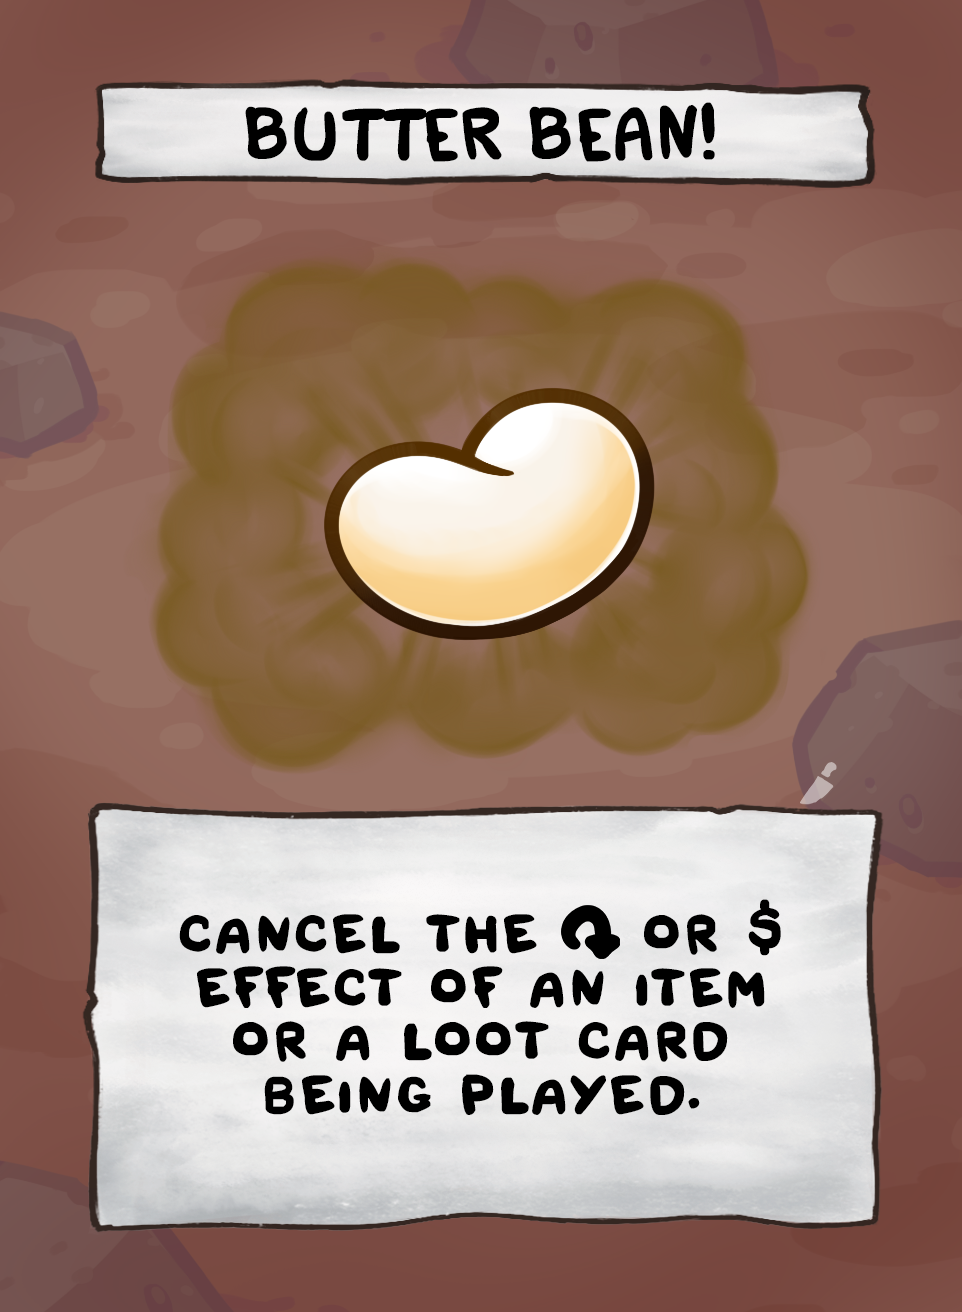 BUTTER BEAN!
CANCEL THE ↷ OR $
EFFECT OF AN ITEM
OR A LOOT CARD
BEING PLAYED.